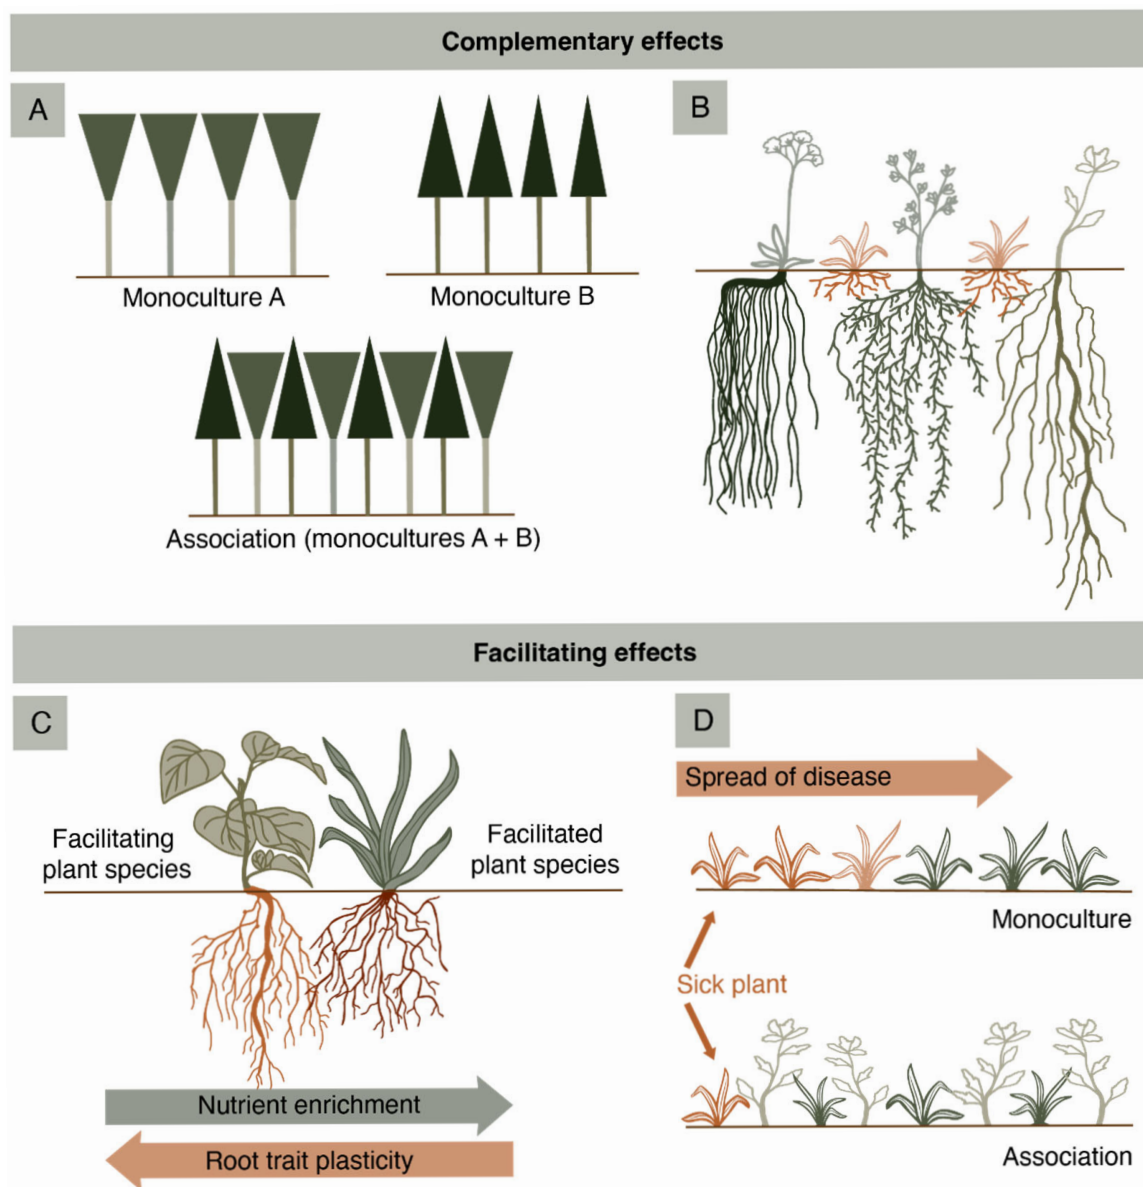 Complementary effects
A
B
Monoculture A
Monoculture B
Association (monocultures A + B)
Facilitating effects
C
D
Facilitating
plant species
Facilitated
plant species
Nutrient enrichment
Root trait plasticity
Spread of disease
Monoculture
Sick plant
Association